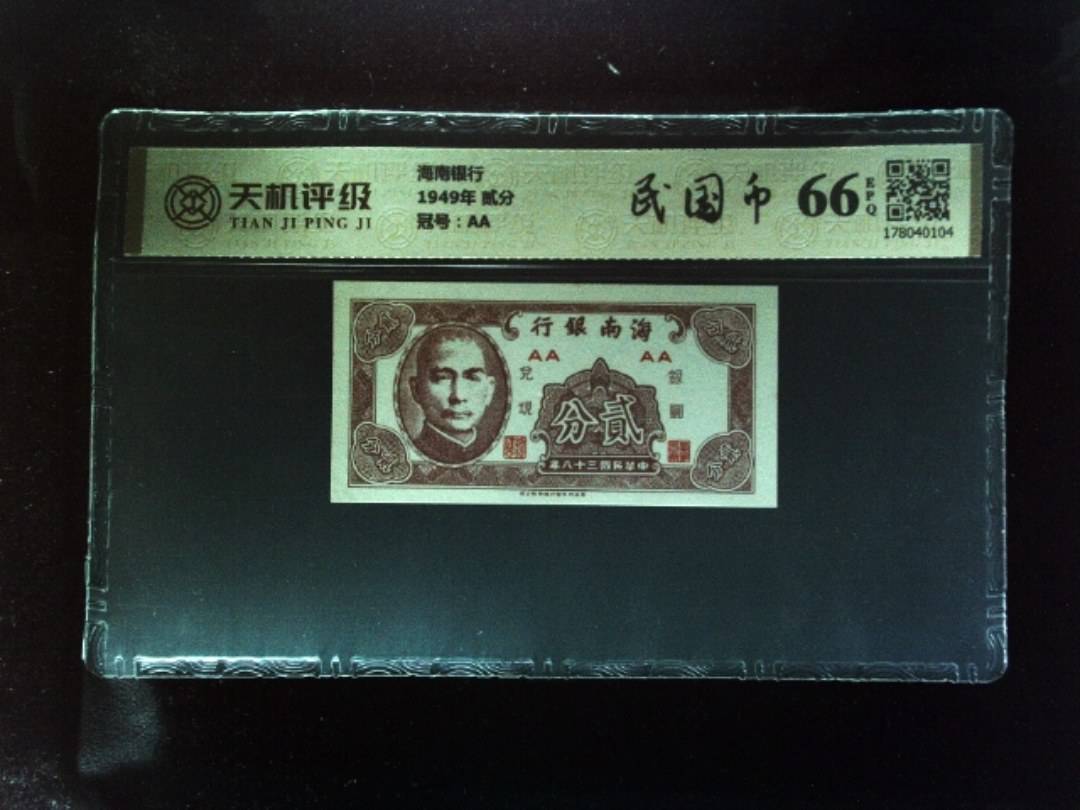 天机评级
TIAN JI PING JI
海南银行
1949年 贰分
冠号：AA
民国币
66
EPQ
178040104
行銀南海
AA AA
兌現
銀圓
分貳
年八十三國民華中